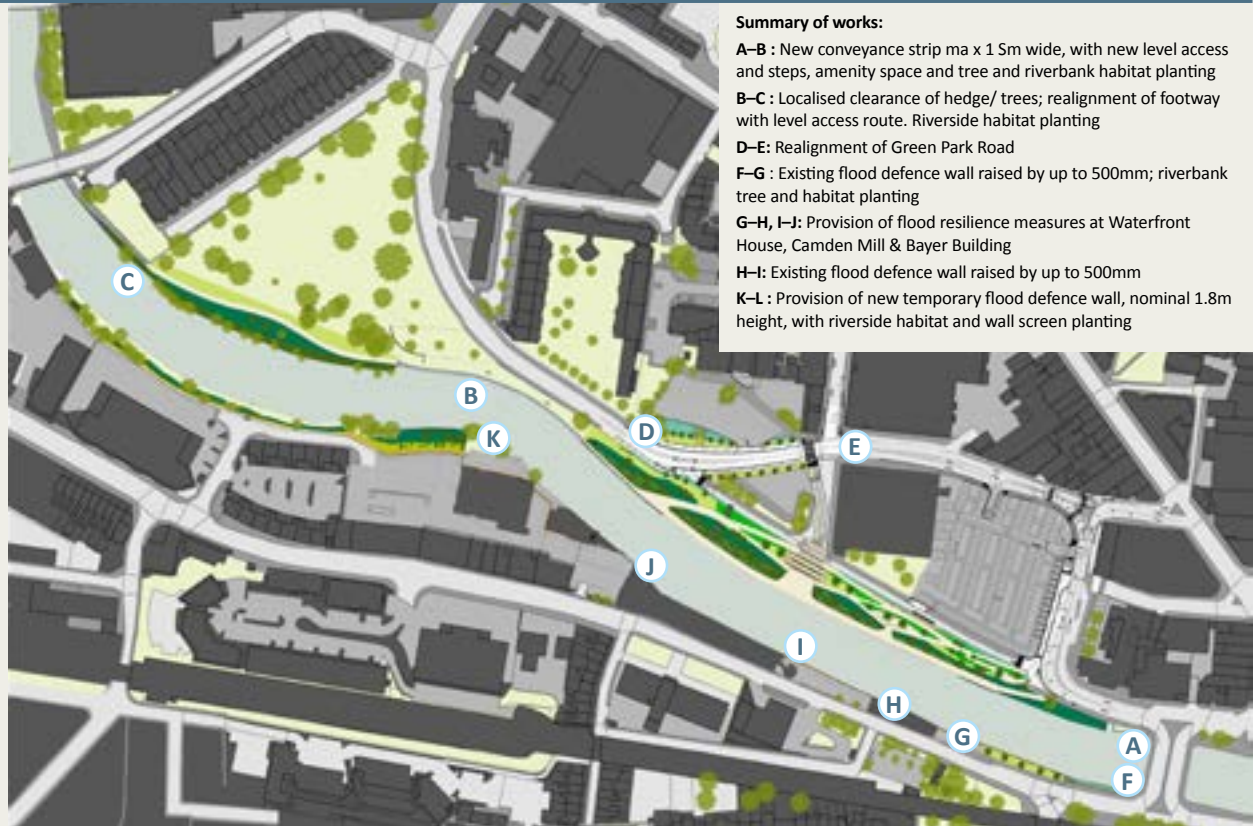 Summary of works:
A–B : New conveyance strip ma x 1 Sm wide, with new level access
and steps, amenity space and tree and riverbank habitat planting
B–C : Localised clearance of hedge/ trees; realignment of footway
with level access route. Riverside habitat planting
D–E: Realignment of Green Park Road
F–G : Existing flood defence wall raised by up to 500mm; riverbank
tree and habitat planting
G–H, I–J: Provision of flood resilience measures at Waterfront
House, Camden Mill & Bayer Building
H–I: Existing flood defence wall raised by up to 500mm
K–L : Provision of new temporary flood defence wall, nominal 1.8m
height, with riverside habitat and wall screen planting
C
B
K
D
E
J
I
H
G
A
F